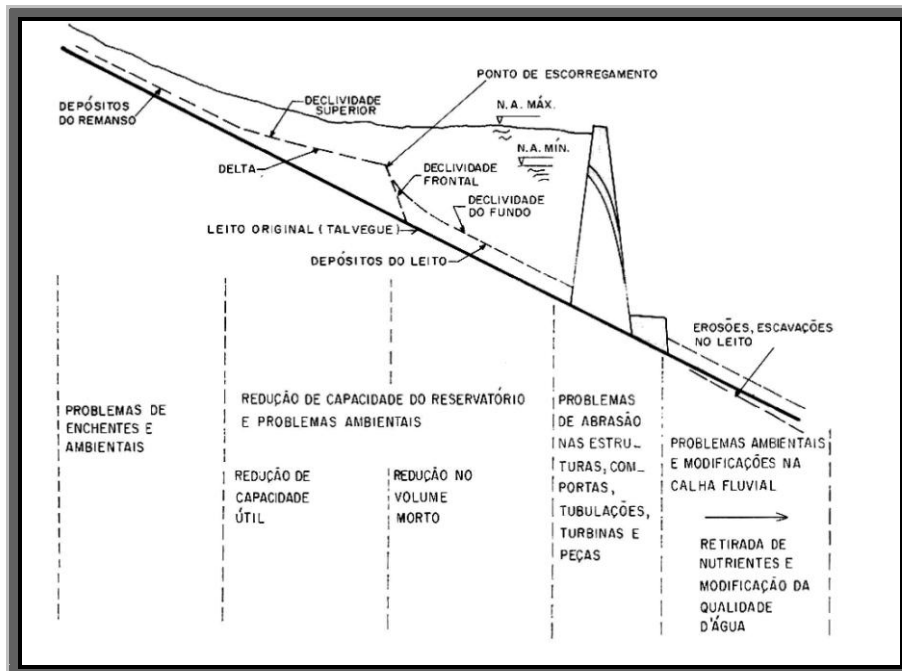 PONTO DE ESCORREGAMENTO
DEPÓSITOS
DO REMANSO
DECLIVIDADE
SUPERIOR
N.A. MÁX.
N.A. MÍN.
DELTA
DECLIVIDADE
FRONTAL
DECLIVIDADE
DO FUNDO
LEITO ORIGINAL (TALVEGUE)
DEPÓSITOS DO LEITO
EROSÕES, ESCAVAÇÕES
NO LEITO
PROBLEMAS DE
ENCHENTES E
AMBIENTAIS
REDUÇÃO DE CAPACIDADE DO RESERVATÓRIO
E PROBLEMAS AMBIENTAIS
REDUÇÃO DE
CAPACIDADE
ÚTIL
REDUÇÃO NO
VOLUME
MORTO
PROBLEMAS
DE ABRASÃO
NAS ESTRU-
TURAS, COM-
PORTAS,
TUBULAÇÕES,
TURBINAS E
PEÇAS
PROBLEMAS AMBIENTAIS
E MODIFICAÇÕES NA
CALHA FLUVIAL
RETIRADA DE
NUTRIENTES E
MODIFICAÇÃO DA
QUALIDADE
D'ÁGUA